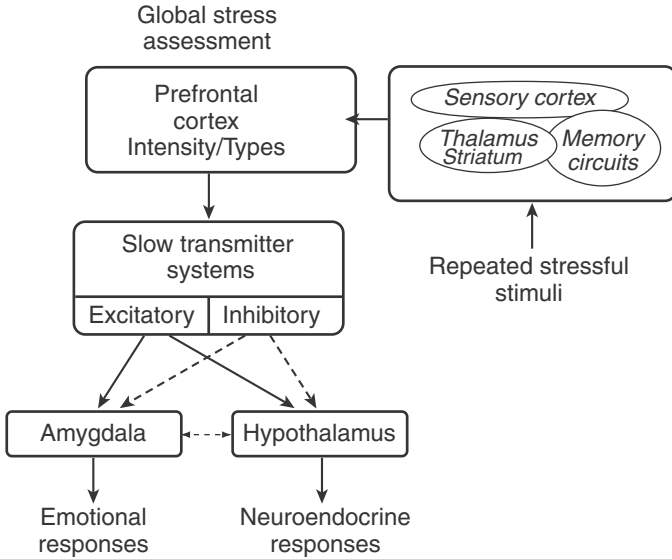 Global stress
assessment
Prefrontal
cortex
Intensity/Types
Sensory cortex
Thalamus
Striatum
Memory
circuits
Repeated stressful
stimuli
Slow transmitter
systems
Excitatory
Inhibitory
Amygdala
Hypothalamus
Emotional
responses
Neuroendocrine
responses